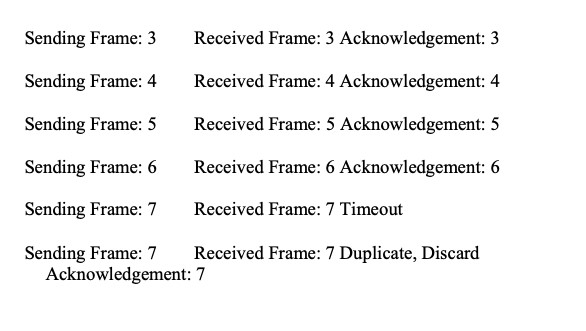 Sending Frame: 3 Received Frame: 3 Acknowledgement: 3
Sending Frame: 4 Received Frame: 4 Acknowledgement: 4
Sending Frame: 5 Received Frame: 5 Acknowledgement: 5
Sending Frame: 6 Received Frame: 6 Acknowledgement: 6
Sending Frame: 7 Received Frame: 7 Timeout
Sending Frame: 7 Received Frame: 7 Duplicate, Discard
Acknowledgement: 7